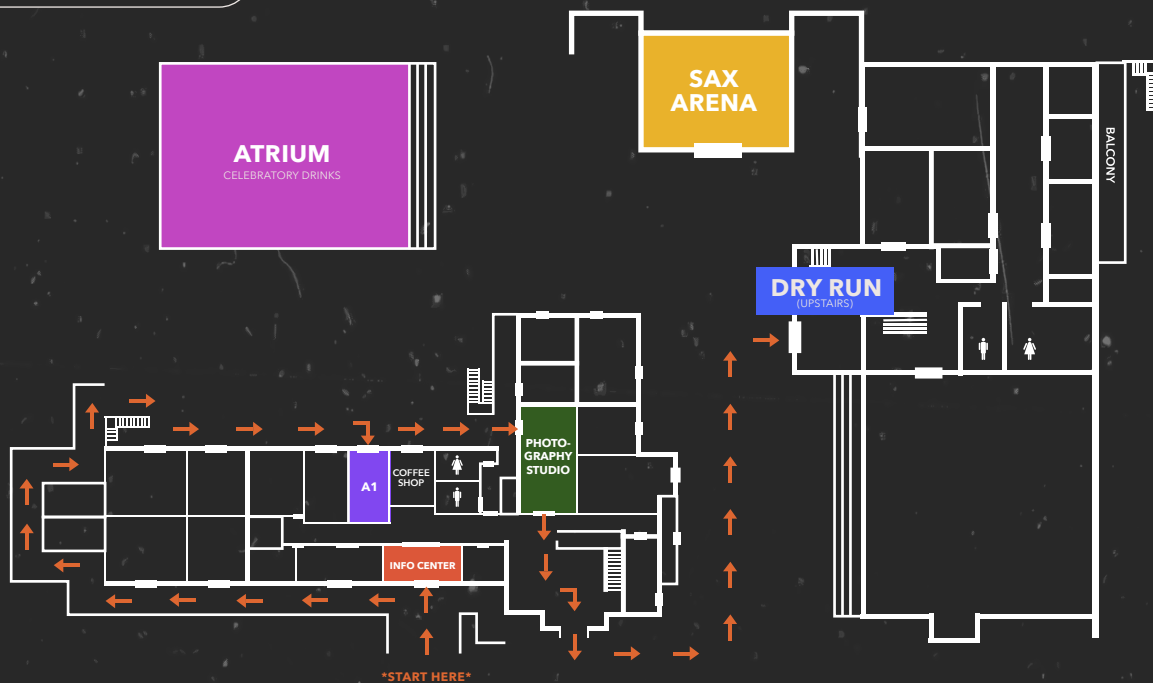 SAX
ARENA
ATRIUM
CELEBRATORY DRINKS
BALCONY
DRY RUN
(UPSTAIRS)
PHOTO-
GRAPHY
STUDIO
COFFEE
SHOP
A1
INFO CENTER
*START HERE*